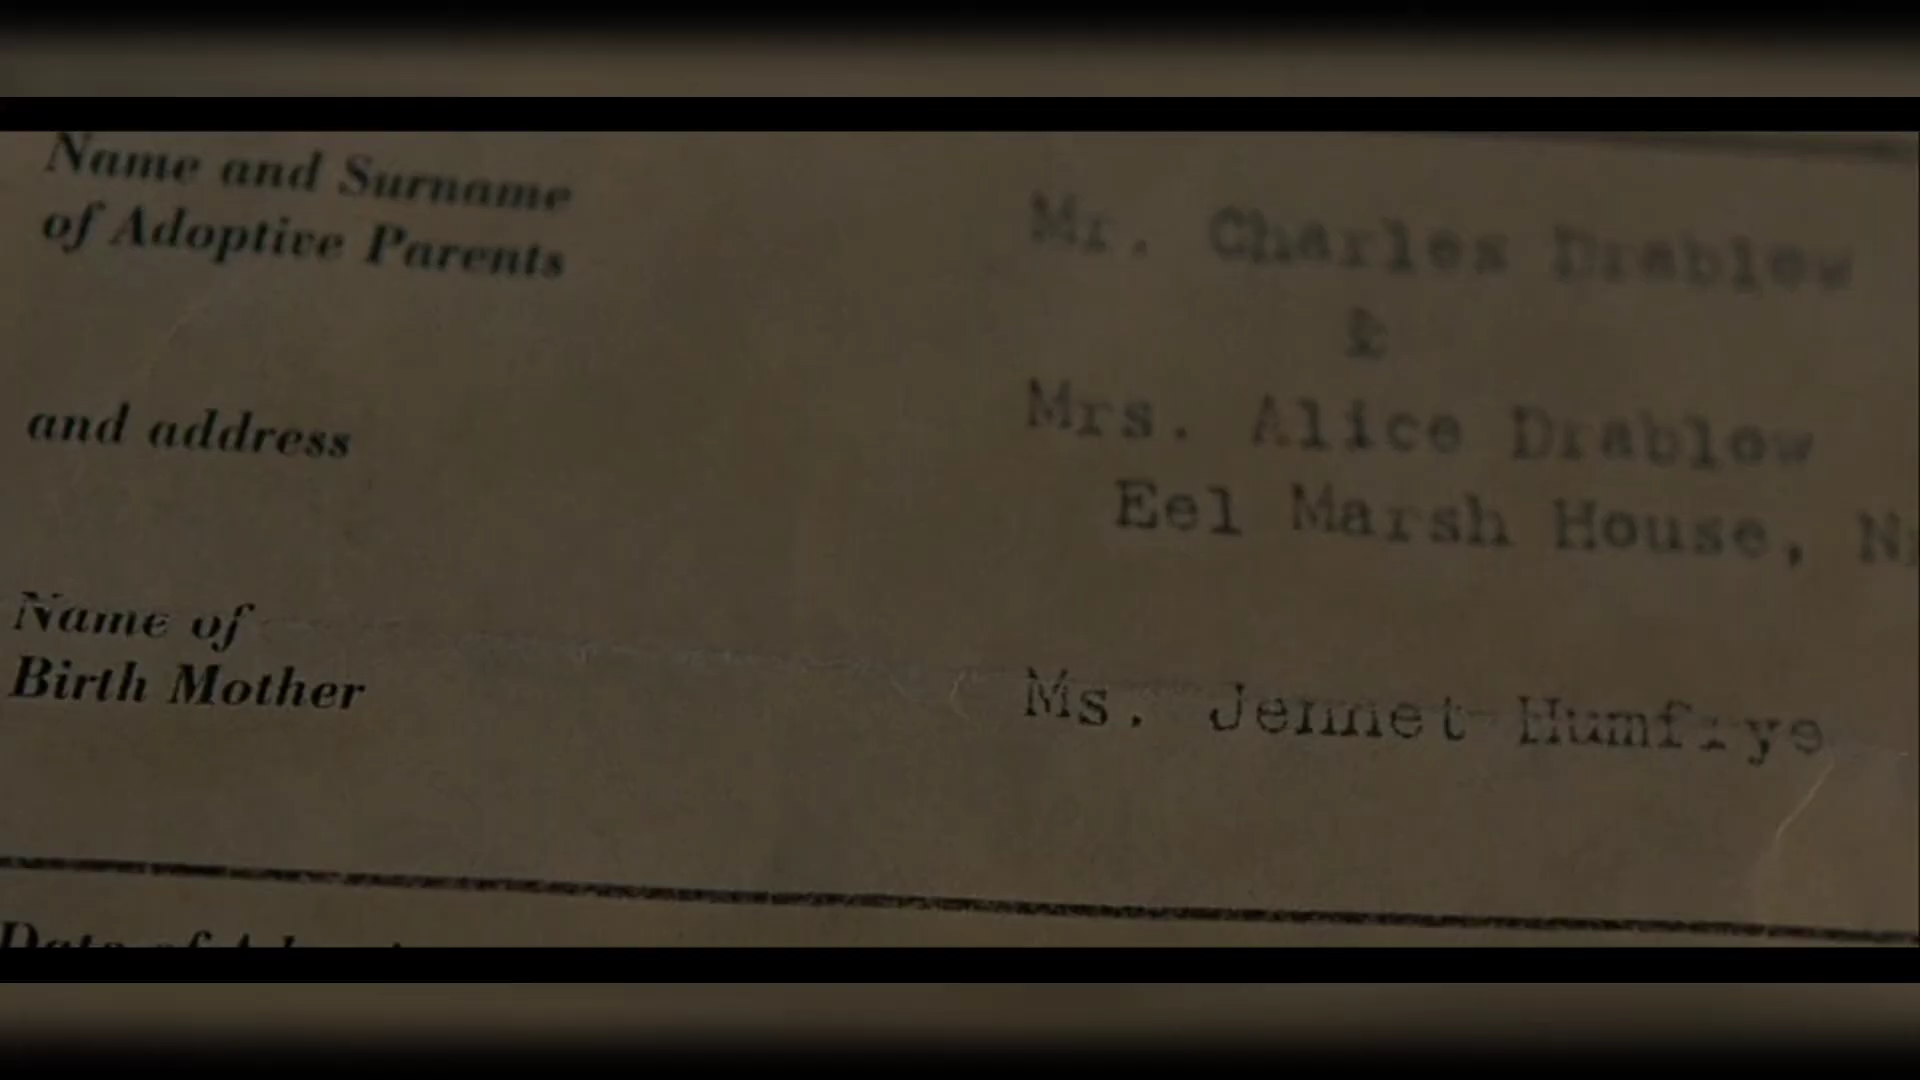 Name and Surname
of Adoptive Parents
Mr. Charles Drablow
&
and address
Mrs. Alice Drablow
Eel Marsh House,
Name of
Birth Mother
Ms. Jennet Humfrye